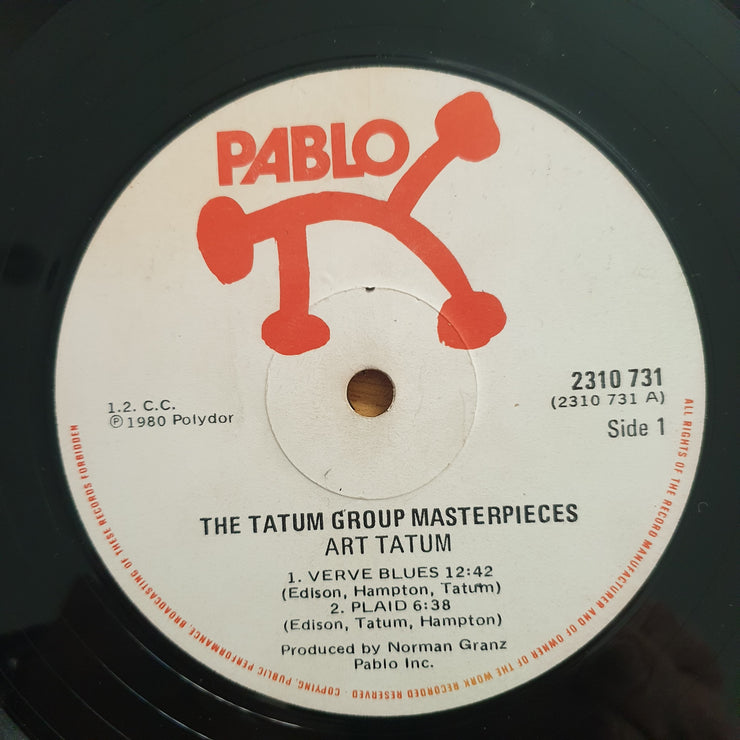 PABLO
2310 731
(2310 731 A)
Side 1
1.2. C.C.
℗ 1980 Polydor
THE TATUM GROUP MASTERPIECES
ART TATUM
1. VERVE BLUES 12:42
(Edison, Hampton, Tatum)
2. PLAID 6:38
(Edison, Tatum, Hampton)
Produced by Norman Granz
Pablo Inc.
ALL RIGHTS OF THE RECORD MANUFACTURER AND OF OWNER OF THE WORK RECORDED RESERVED · COPYING, PUBLIC PERFORMANCE, BROADCASTING OF THESE RECORDS FORBIDDEN